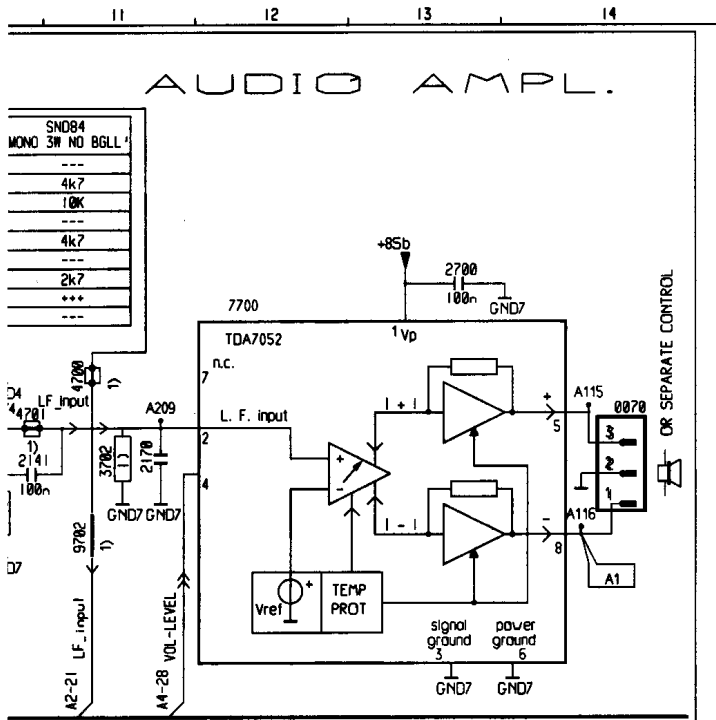 11 12 13 14
AUDIO AMPL.
SND84
MONO 3W NO BGLL'
---
4k7
10K
---
4k7
---
2k7
+++
---
+85b
2700
100n
GND7
7700
TDA7052
1 Vp
n.c.
7
4700
1)
LF_input
4701
1)
2141
100n
A209
3702
1)
2170
GND7 GND7
2
L. F. input
4
+
-
| + |
| - |
+
5
A115
0070
3
2
1
OR SEPARATE CONTROL
-
8
A116
A1
9702
1)
Vref
+
TEMP
PROT
signal
ground
3
power
ground
6
GND7 GND7
A2-21 LF_input
A4-28 VOL-LEVEL